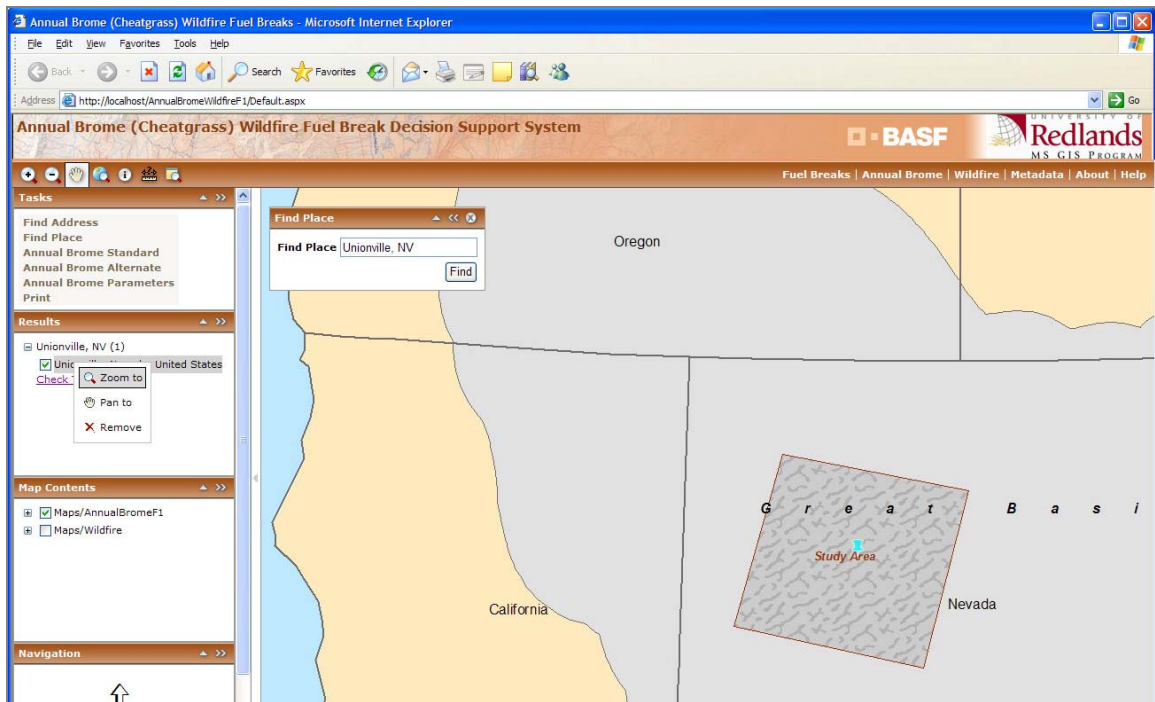 Annual Brome (Cheatgrass) Wildfire Fuel Breaks - Microsoft Internet Explorer
File Edit View Favorites Tools Help
Back Search Favorites
Address http://localhost/AnnualBromeWildfireF1/Default.aspx Go
Annual Brome (Cheatgrass) Wildfire Fuel Break Decision Support System
BASF
UNIVERSITY OF
Redlands
MS GIS PROGRAM
Fuel Breaks | Annual Brome | Wildfire | Metadata | About | Help
Tasks
Find Address
Find Place
Annual Brome Standard
Annual Brome Alternate
Annual Brome Parameters
Print
Results
Unionville, NV (1)
United States
Check
Zoom to
Pan to
Remove
Map Contents
Maps/AnnualBromeF1
Maps/Wildfire
Navigation
Find Place
Find Place Unionville, NV
Find
Oregon
Great Basi
Study Area
California
Nevada